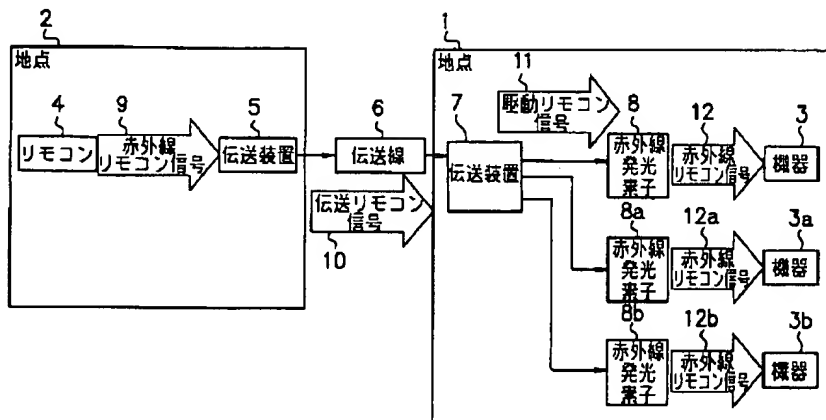 2
地点
4
9
5
リモコン
赤外線
リモコン信号
伝送装置
6
伝送線
伝送リモコン
信号
10
1
地点
11
駆動リモコン
信号
7
伝送装置
8
赤外線
発光
素子
12
赤外線
リモコン信号
3
機器
8a
赤外線
発光
素子
12a
赤外線
リモコン信号
3a
機器
8b
赤外線
発光
素子
12b
赤外線
リモコン信号
3b
機器